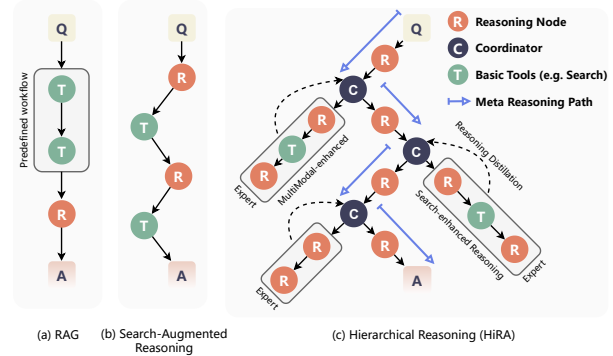 Q
Predefined workflow
T
T
R
A
(a) RAG
Q
R
T
R
T
A
(b) Search-Augmented
Reasoning
Q
R
C
R
T
R
Expert
MultiModal-enhanced
R
C
Reasoning Distillation
R
T
R
Search-enhanced Reasoning
Expert
R
C
R
R
Expert
R
A
(c) Hierarchical Reasoning (HiRA)
R Reasoning Node
C Coordinator
T Basic Tools (e.g. Search)
Meta Reasoning Path